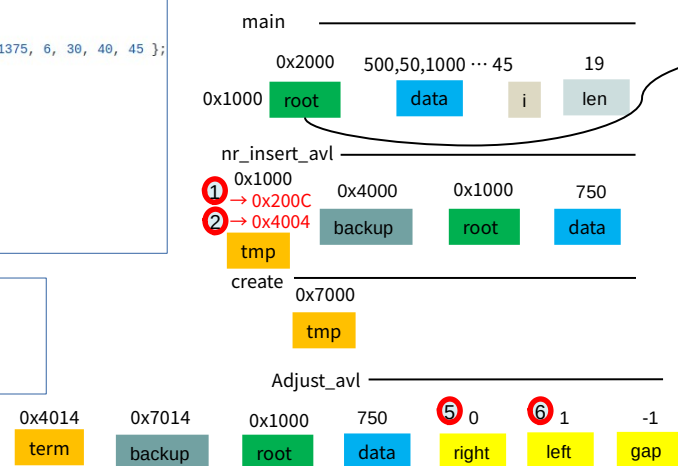 main
1375, 6, 30, 40, 45 };
0x2000 500,50,1000 ⋯ 45 19
0x1000 root data i len
nr_insert_avl
1 0x1000 0x4000 0x1000 750
→ 0x200C
2 → 0x4004
backup root data
tmp
create
0x7000
tmp
Adjust_avl
0x4014 0x7014 0x1000 750 5 0 6 1 -1
term backup root data right left gap